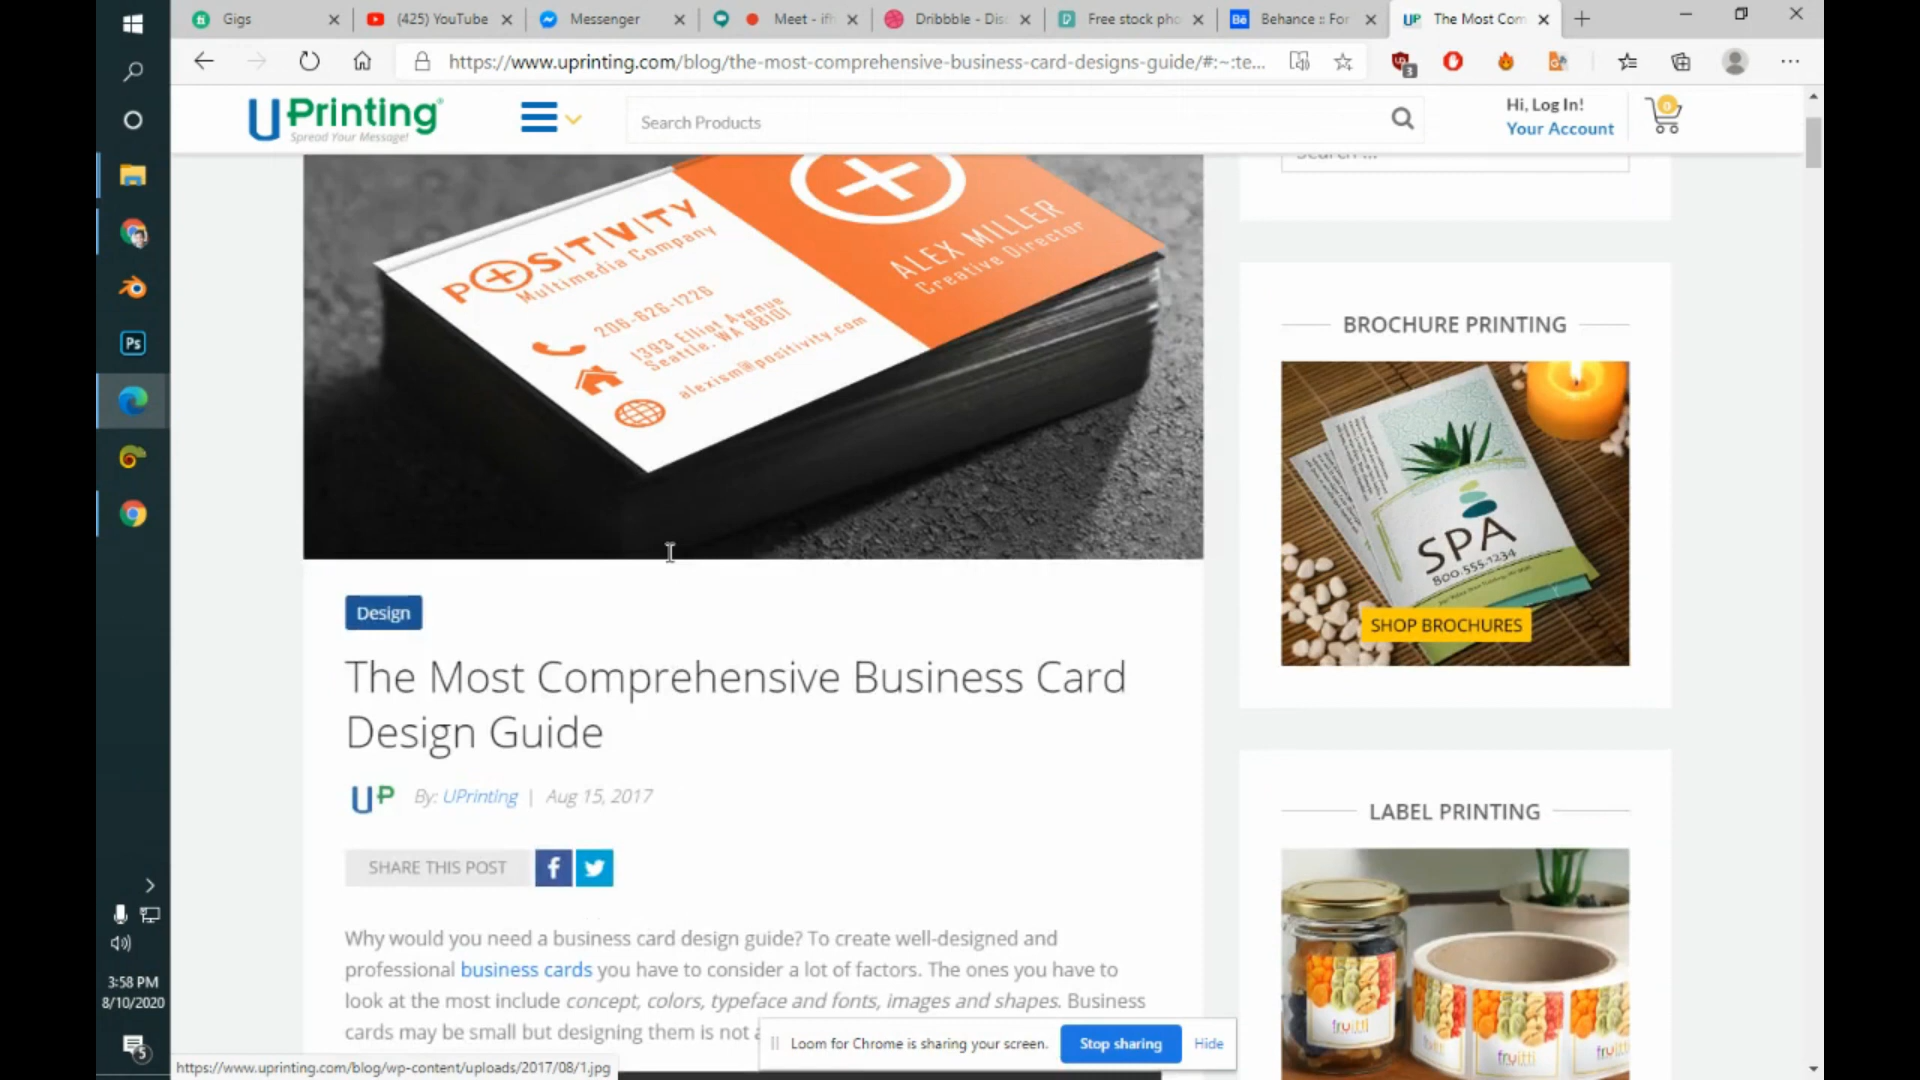 Gigs
(425) YouTube
Messenger
Meet - ifh
Dribbble - Dis
Free stock pho
Behance :: For
The Most Com
https://www.uprinting.com/blog/the-most-comprehensive-business-card-designs-guide/#:~:te...
3
UPrinting®
Spread Your Message!
Search Products
Hi, Log In!
Your Account
0
Search ...
POSITIVITY
Multimedia Company
206-626-1226
1393 Elliot Avenue
Seattle, WA 98101
alexism@positivity.com
ALEX MILLER
Creative Director
BROCHURE PRINTING
SPA
800.555.1234
SHOP BROCHURES
Design
The Most Comprehensive Business Card
Design Guide
UP
By: UPrinting | Aug 15, 2017
SHARE THIS POST
LABEL PRINTING
fruitti
fruitti
Why would you need a business card design guide? To create well-designed and
professional business cards you have to consider a lot of factors. The ones you have to
look at the most include concept, colors, typeface and fonts, images and shapes. Business
cards may be small but designing them is not a
Loom for Chrome is sharing your screen.
Stop sharing
Hide
https://www.uprinting.com/blog/wp-content/uploads/2017/08/1.jpg
Ps
3:58 PM
8/10/2020
5